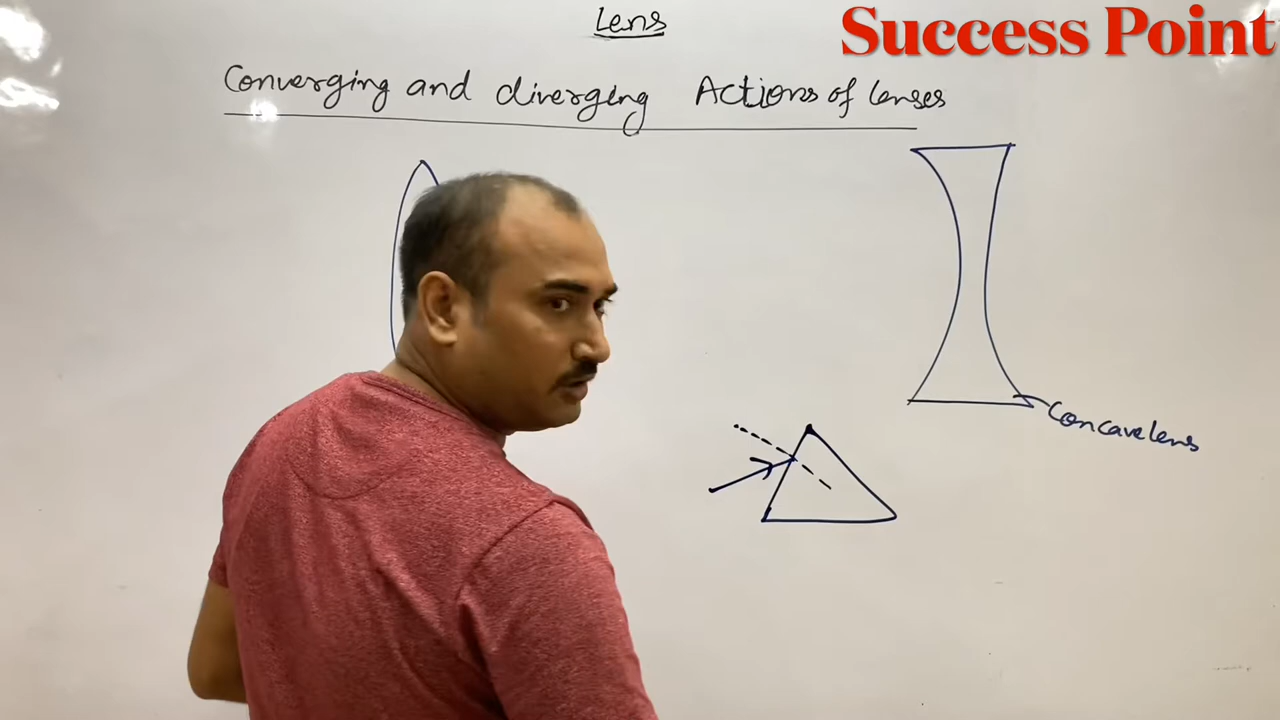 Lens
Success Point
Converging and diverging Actions of lenses
Concave lens